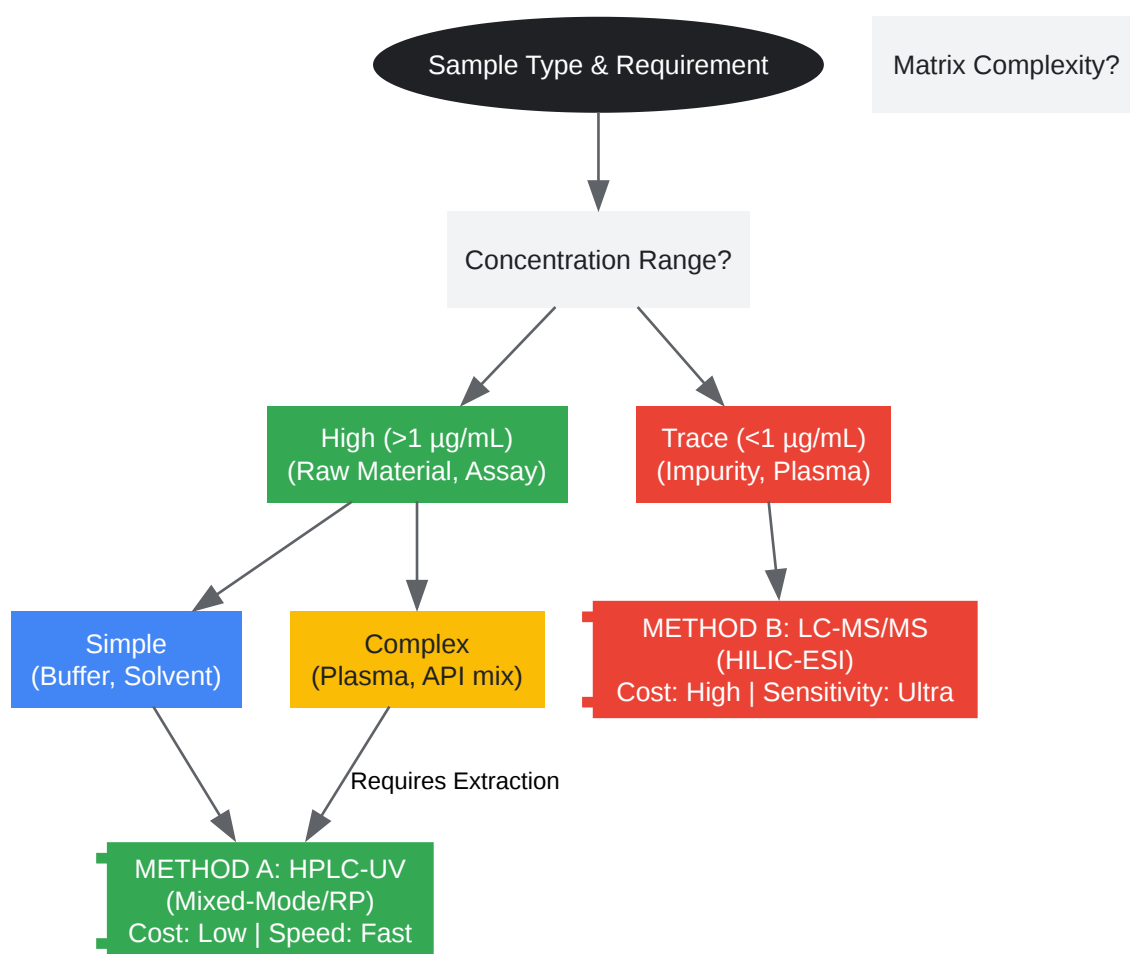 Sample Type & Requirement
Matrix Complexity?
Concentration Range?
High (>1 µg/mL)
(Raw Material, Assay)
Trace (<1 µg/mL)
(Impurity, Plasma)
Simple
(Buffer, Solvent)
Complex
(Plasma, API mix)
METHOD B: LC-MS/MS
(HILIC-ESI)
Cost: High | Sensitivity: Ultra
Requires Extraction
METHOD A: HPLC-UV
(Mixed-Mode/RP)
Cost: Low | Speed: Fast